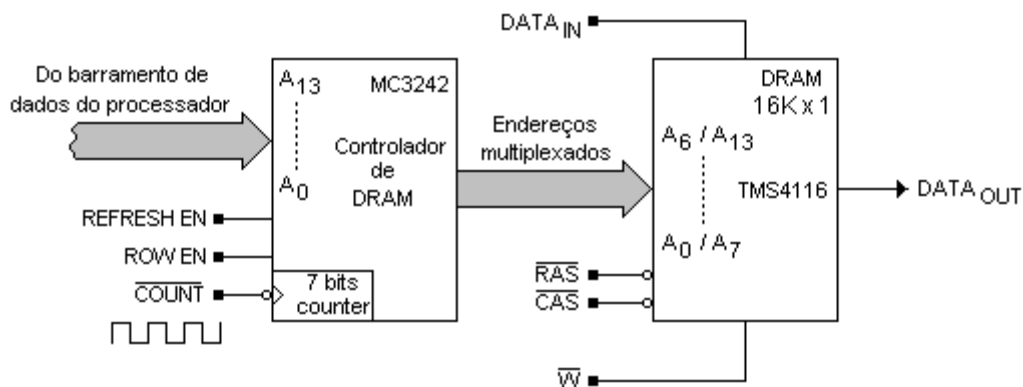 DATA IN
Do barramento de
dados do processador
A13
MC3242
A0
Controlador
de
DRAM
REFRESH EN
ROW EN
COUNT
7 bits
counter
Endereços
multiplexados
DRAM
16K x 1
A6 / A13
TMS4116
A0 / A7
DATA OUT
RAS
CAS
W